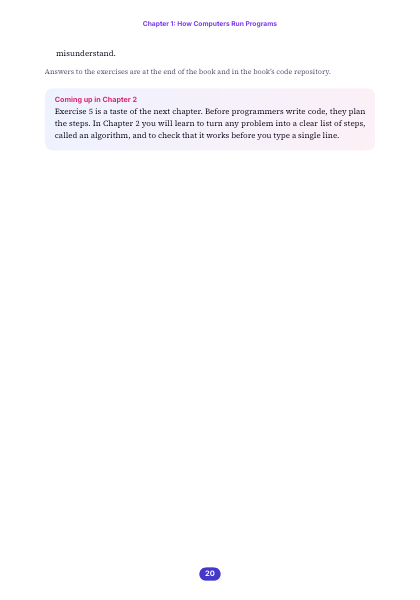 Chapter 1: How Computers Run Programs
misunderstand.
Answers to the exercises are at the end of the book and in the book's code repository.
Coming up in Chapter 2
Exercise 5 is a taste of the next chapter. Before programmers write code, they plan
the steps. In Chapter 2 you will learn to turn any problem into a clear list of steps,
called an algorithm, and to check that it works before you type a single line.
20